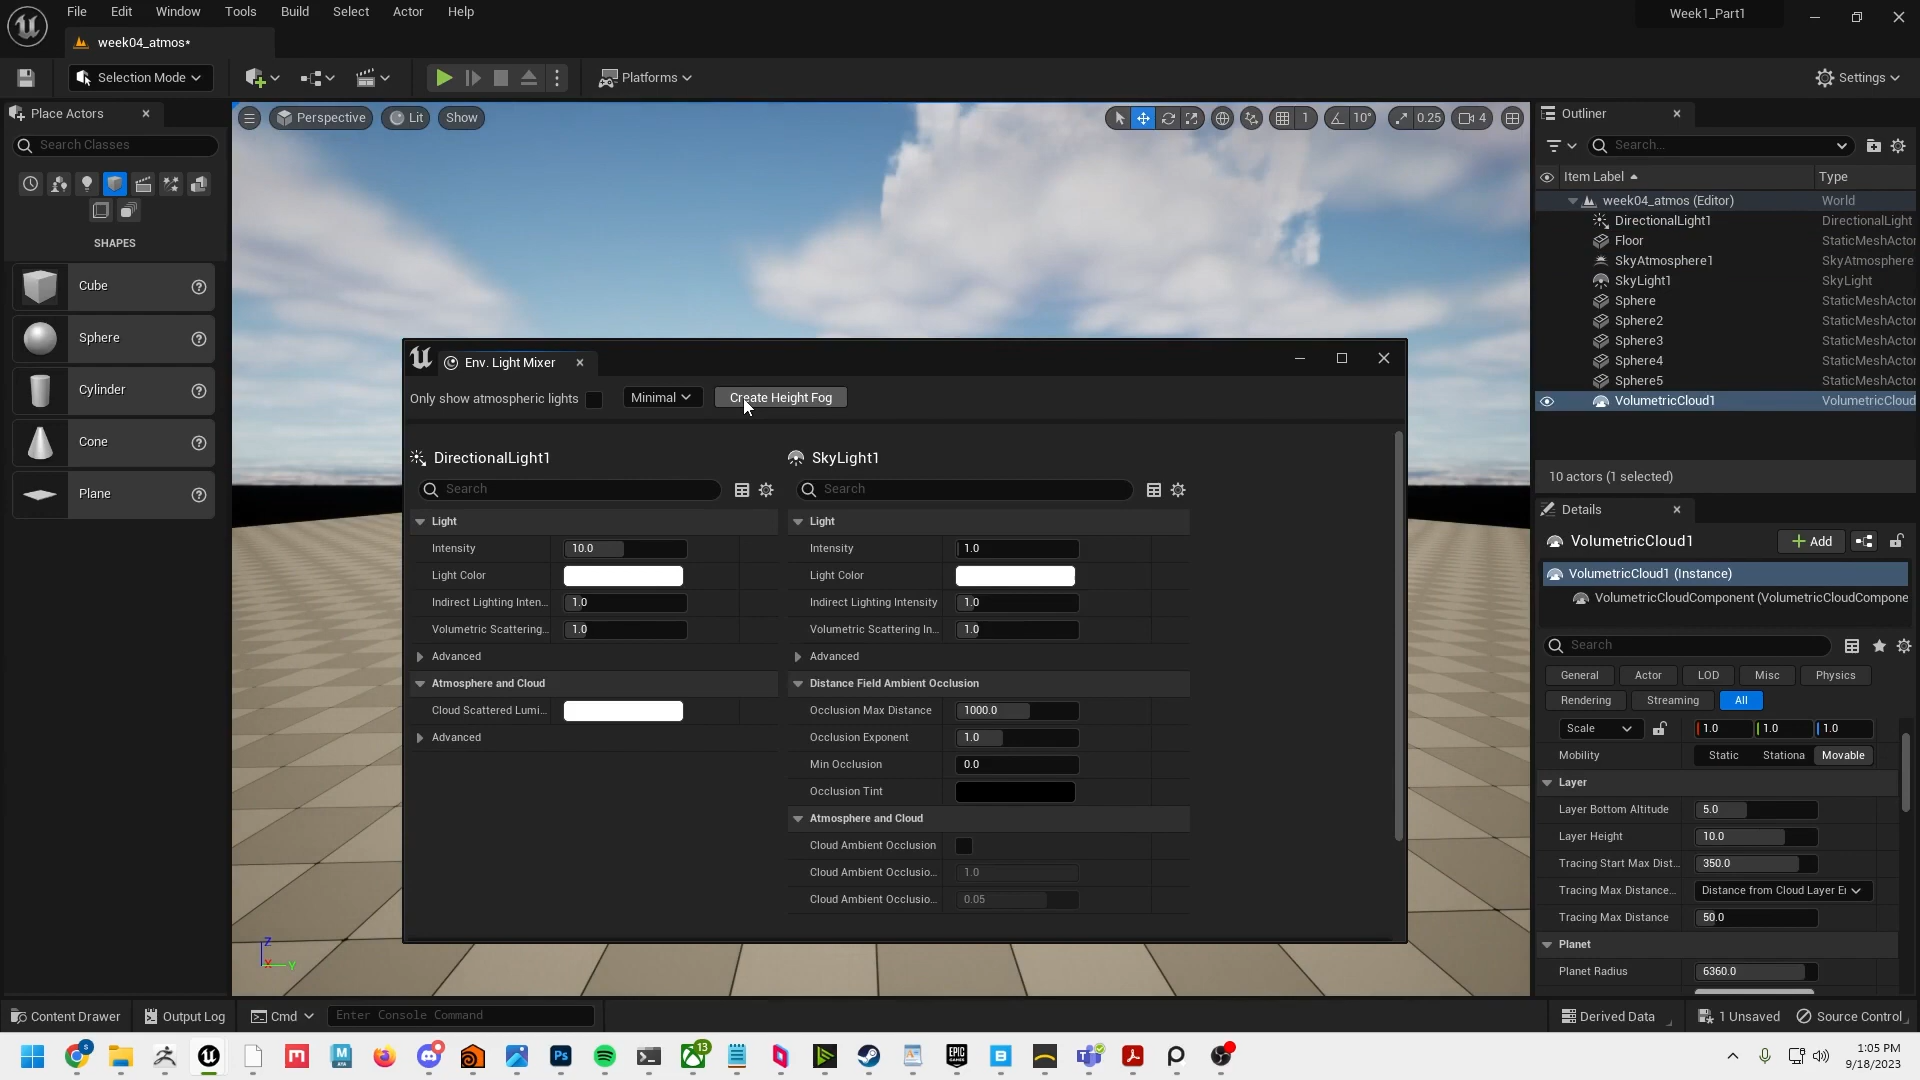 File Edit Window Tools Build Select Actor Help
Week1_Part1
week04_atmos*
Selection Mode
Platforms
Settings
Place Actors
Search Classes
SHAPES
Cube
Sphere
Cylinder
Cone
Plane
Perspective Lit Show
1 10° 0.25 4
Env. Light Mixer
Only show atmospheric lights Minimal Create Height Fog
DirectionalLight1
Search
Light
Intensity 10.0
Light Color
Indirect Lighting Inten... 1.0
Volumetric Scattering... 1.0
Advanced
Atmosphere and Cloud
Cloud Scattered Lumi...
Advanced
SkyLight1
Search
Light
Intensity 1.0
Light Color
Indirect Lighting Intensity 1.0
Volumetric Scattering In... 1.0
Advanced
Distance Field Ambient Occlusion
Occlusion Max Distance 1000.0
Occlusion Exponent 1.0
Min Occlusion 0.0
Occlusion Tint
Atmosphere and Cloud
Cloud Ambient Occlusion
Cloud Ambient Occlusio... 1.0
Cloud Ambient Occlusio... 0.05
Z
X
Y
Outliner
Search...
Item Label Type
week04_atmos (Editor) World
DirectionalLight1 DirectionalLight
Floor StaticMeshActor
SkyAtmosphere1 SkyAtmosphere
SkyLight1 SkyLight
Sphere StaticMeshActor
Sphere2 StaticMeshActor
Sphere3 StaticMeshActor
Sphere4 StaticMeshActor
Sphere5 StaticMeshActor
VolumetricCloud1 VolumetricCloud
10 actors (1 selected)
Details
VolumetricCloud1 Add
VolumetricCloud1 (Instance)
VolumetricCloudComponent (VolumetricCloudCompone
Search
General Actor LOD Misc Physics
Rendering Streaming All
Scale 1.0 1.0 1.0
Mobility Static Stationa Movable
Layer
Layer Bottom Altitude 5.0
Layer Height 10.0
Tracing Start Max Dist... 350.0
Tracing Max Distance... Distance from Cloud Layer E
Tracing Max Distance 50.0
Planet
Planet Radius 6360.0
Content Drawer Output Log Cmd Enter Console Command
Derived Data 1 Unsaved Source Control
13
1:05 PM
9/18/2023